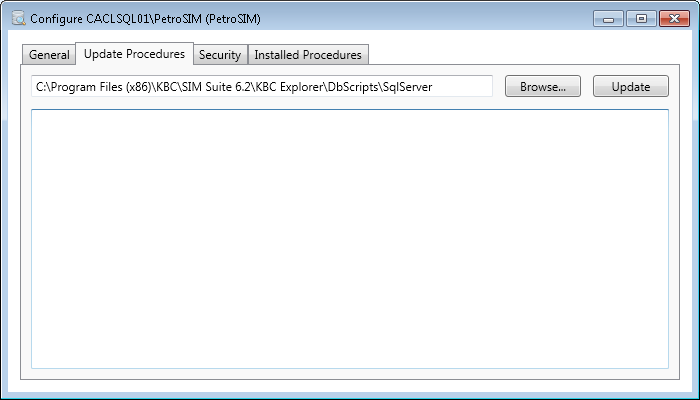 Configure CACLSQL01\PetroSIM (PetroSIM)
General Update Procedures Security Installed Procedures
C:\Program Files (x86)\KBC\SIM Suite 6.2\KBC Explorer\DbScripts\SqlServer Browse... Update